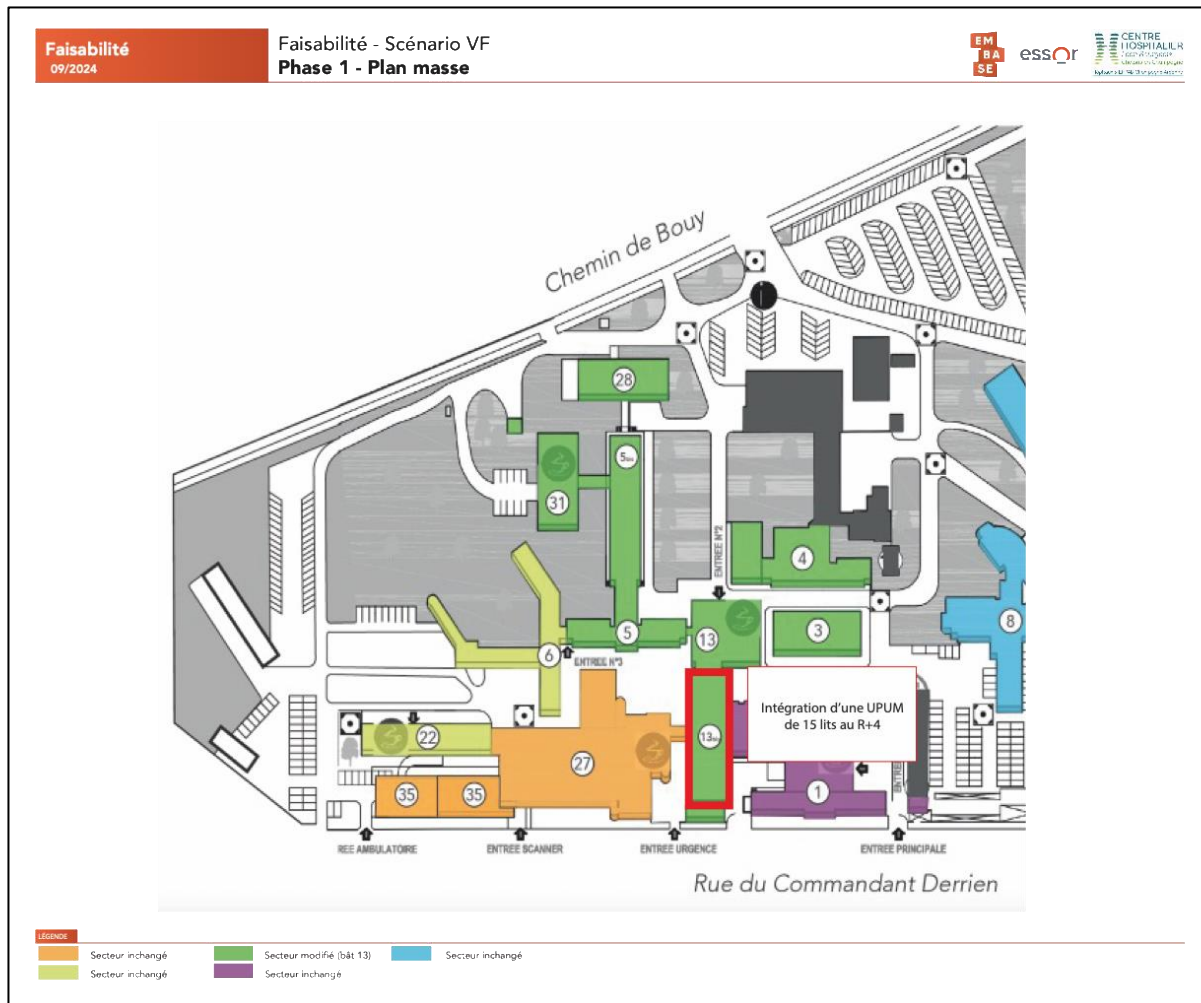 Faisabilité
09/2024
Faisabilité - Scénario VF
Phase 1 - Plan masse
EM
BA
SE
essor
CENTRE
HOSPITALIER
Chemin de Bouy
28
5bis
31
ENTREE N°2
4
3
8
13
5
6
ENTREE N°3
Intégration d'une UPUM
de 15 lits au R+4
13bis
22
27
35
35
1
ENTREE
REE AMBULATOIRE
ENTREE SCANNER
ENTREE URGENCE
ENTREE PRINCIPALE
Rue du Commandant Derrien
LÉGENDE
Secteur inchangé
Secteur modifié (bât 13)
Secteur inchangé
Secteur inchangé
Secteur inchangé